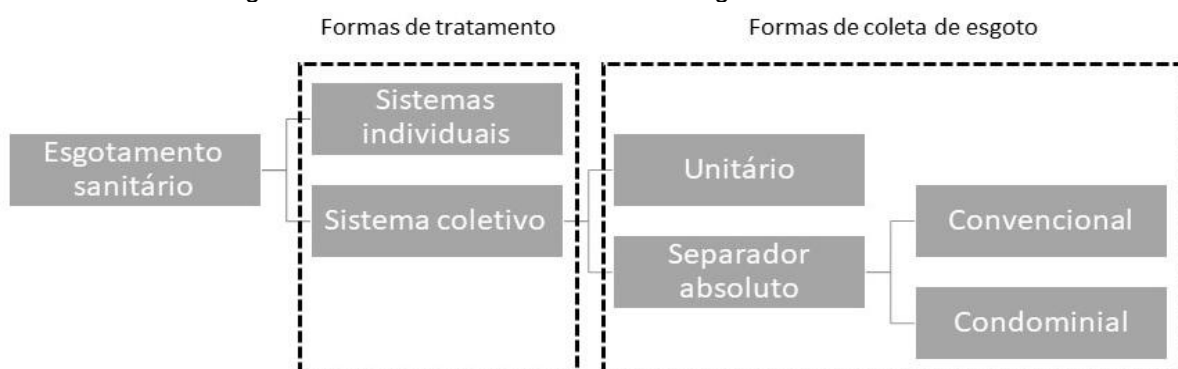 Formas de tratamento
Formas de coleta de esgoto
Esgotamento
sanitário
Sistemas
individuais
Sistema coletivo
Unitário
Separador
absoluto
Convencional
Condominial